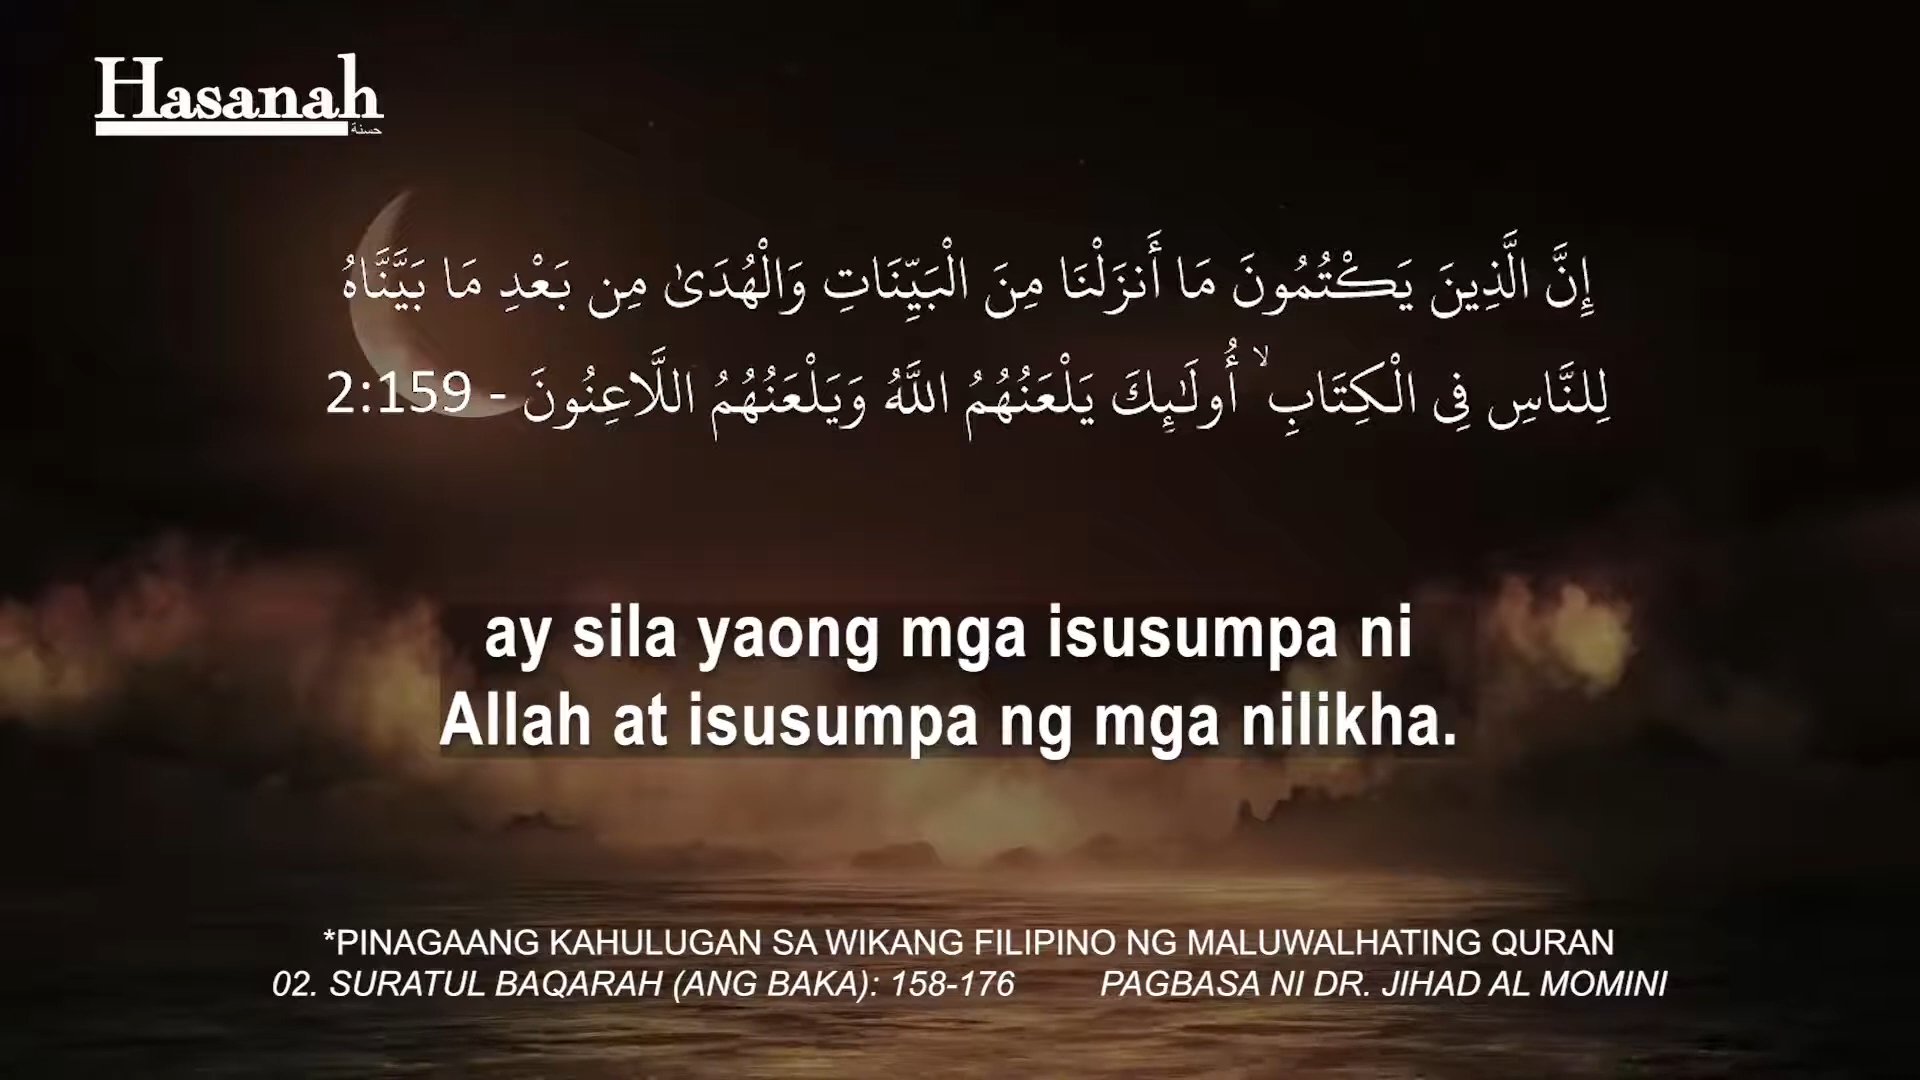 Hasanah
حسنة
إِنَّ الَّذِينَ يَكْتُمُونَ مَا أَنزَلْنَا مِنَ الْبَيِّنَاتِ وَالْهُدَىٰ مِن بَعْدِ مَا بَيَّنَّاهُ
لِلنَّاسِ فِي الْكِتَابِ ۙ أُولَٰئِكَ يَلْعَنُهُمُ اللَّهُ وَيَلْعَنُهُمُ اللَّاعِنُونَ - 2:159
ay sila yaong mga isusumpa ni
Allah at isusumpa ng mga nilikha.
*PINAGAANG KAHULUGAN SA WIKANG FILIPINO NG MALUWALHATING QURAN
02. SURATUL BAQARAH (ANG BAKA): 158-176 PAGBASA NI DR. JIHAD AL MOMINI